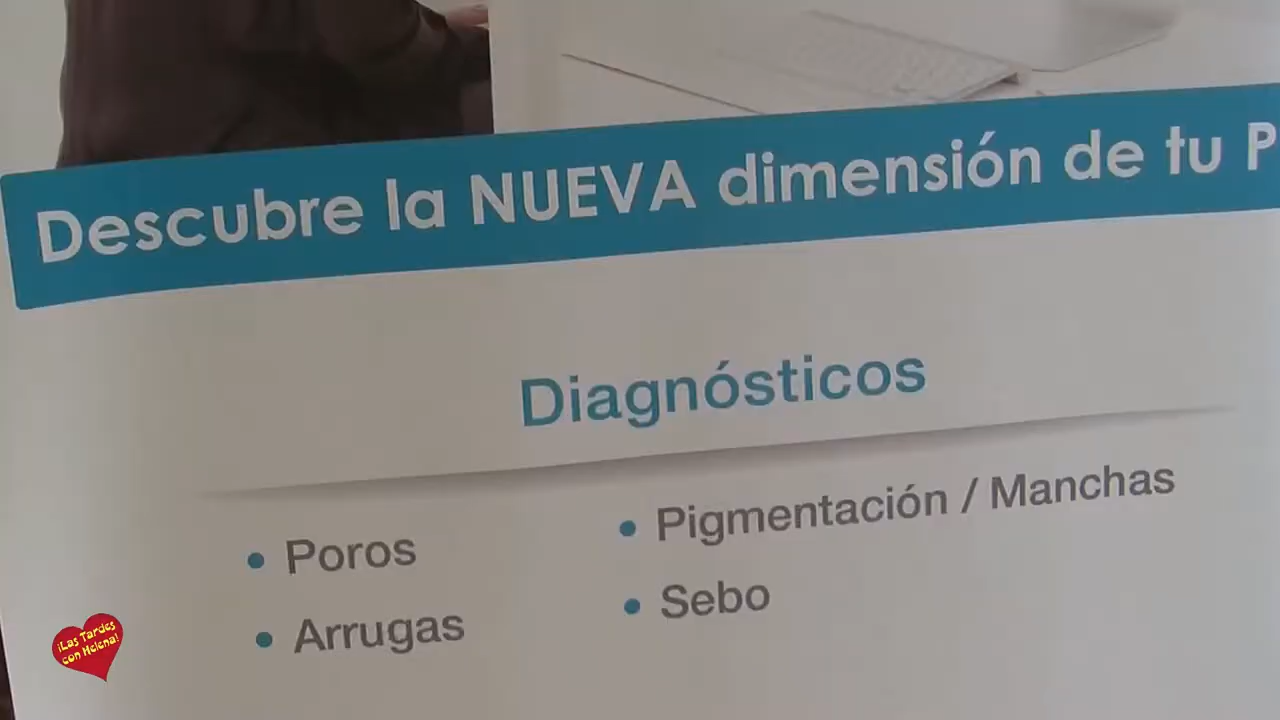 Descubre la NUEVA dimensión de tu P
Diagnósticos
• Poros
• Pigmentación / Manchas
• Arrugas
• Sebo
¡Las Tardes
con Helena!